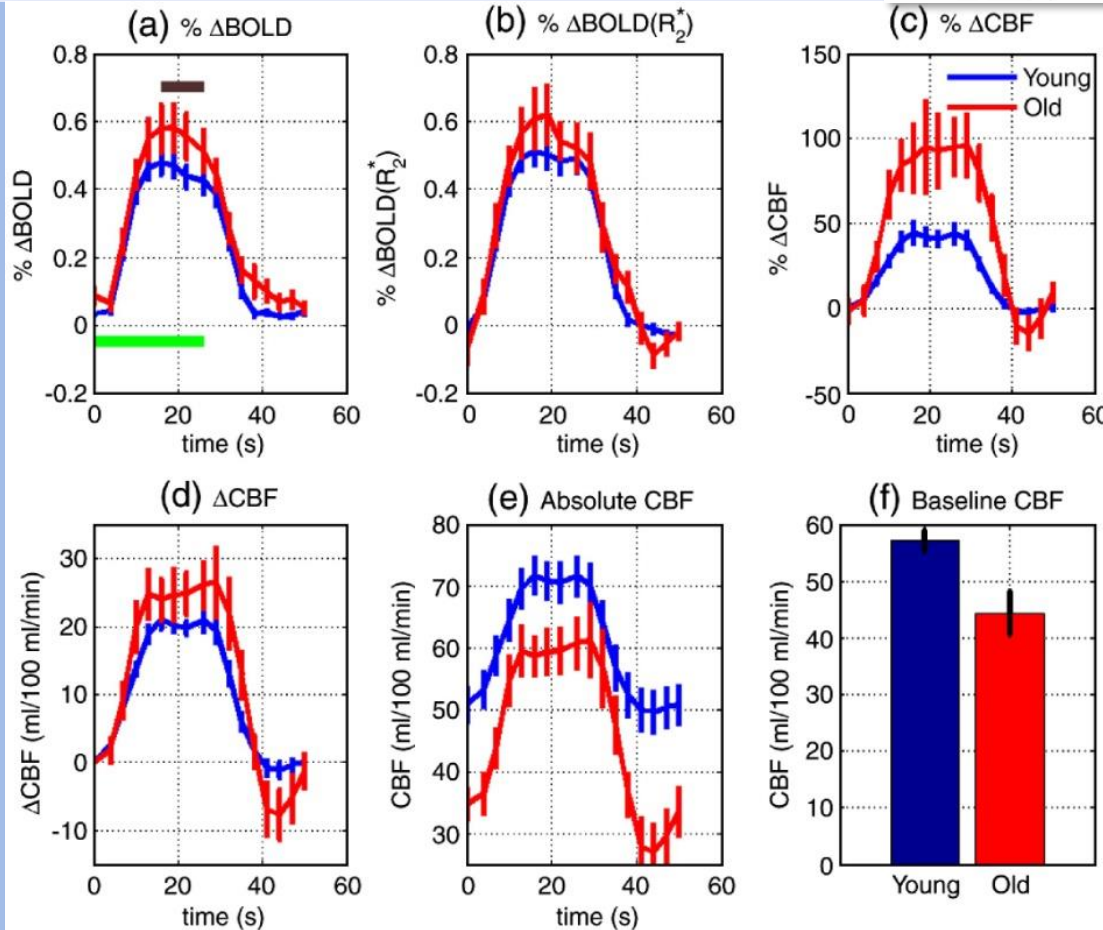 (a) % ΔBOLD
0.8
0.6
0.4
0.2
0
-0.2
% ΔBOLD
0
20
40
60
time (s)
(b) % ΔBOLD(R₂*)
0.8
0.6
0.4
0.2
0
-0.2
% ΔBOLD(R₂*)
0
20
40
60
time (s)
(c) % ΔCBF
150
100
50
0
-50
% ΔCBF
Young
Old
0
20
40
60
time (s)
(d) ΔCBF
30
20
10
0
-10
ΔCBF (ml/100 ml/min)
0
20
40
60
time (s)
(e) Absolute CBF
80
70
60
50
40
30
CBF (ml/100 ml/min)
0
20
40
60
time (s)
(f) Baseline CBF
60
50
40
30
20
10
0
CBF (ml/100 ml/min)
Young
Old